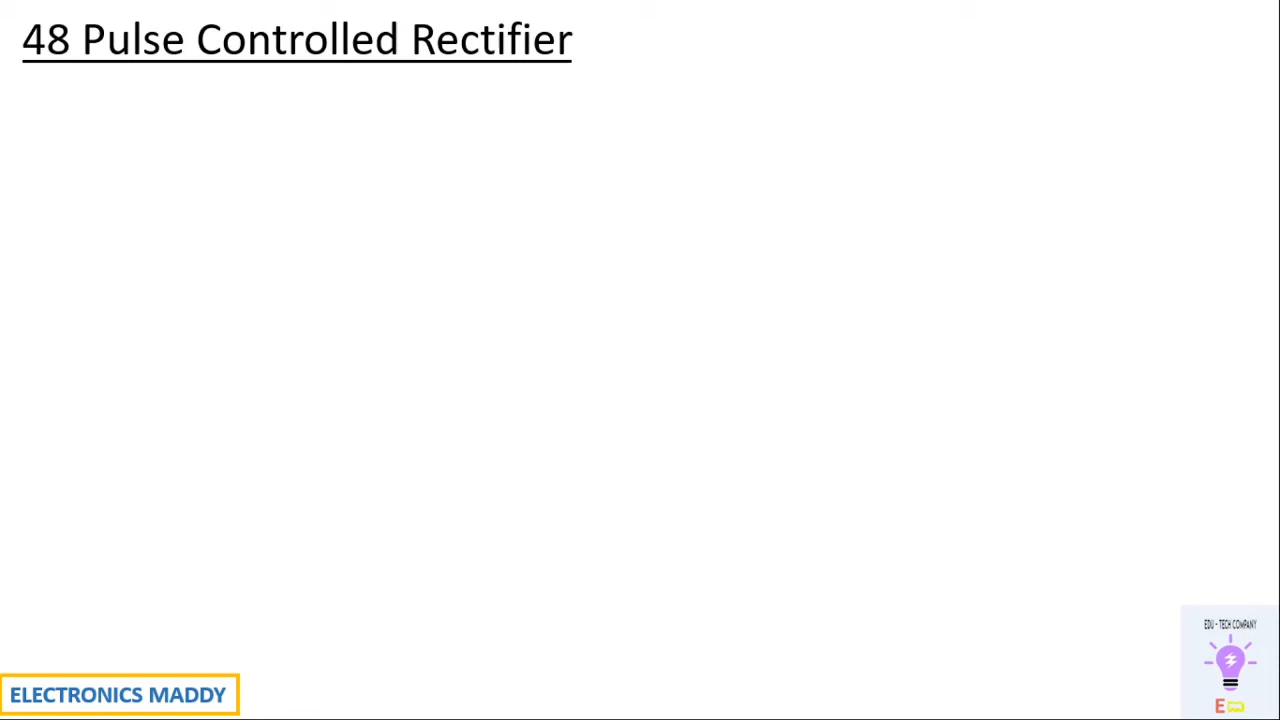 48 Pulse Controlled Rectifier
EDU - TECH COMPANY
ELECTRONICS MADDY